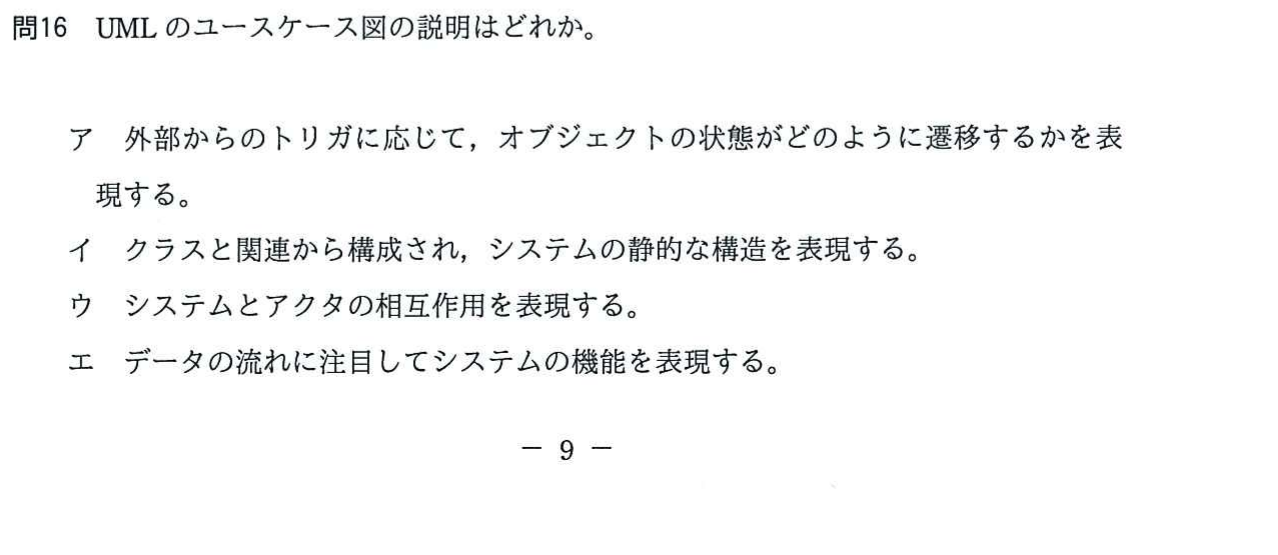 問16 UML のユースケース図の説明はどれか。
ア 外部からのトリガに応じて，オブジェクトの状態がどのように遷移するかを表
現する。
イ クラスと関連から構成され，システムの静的な構造を表現する。
ウ システムとアクタの相互作用を表現する。
エ データの流れに注目してシステムの機能を表現する。
－ 9 －